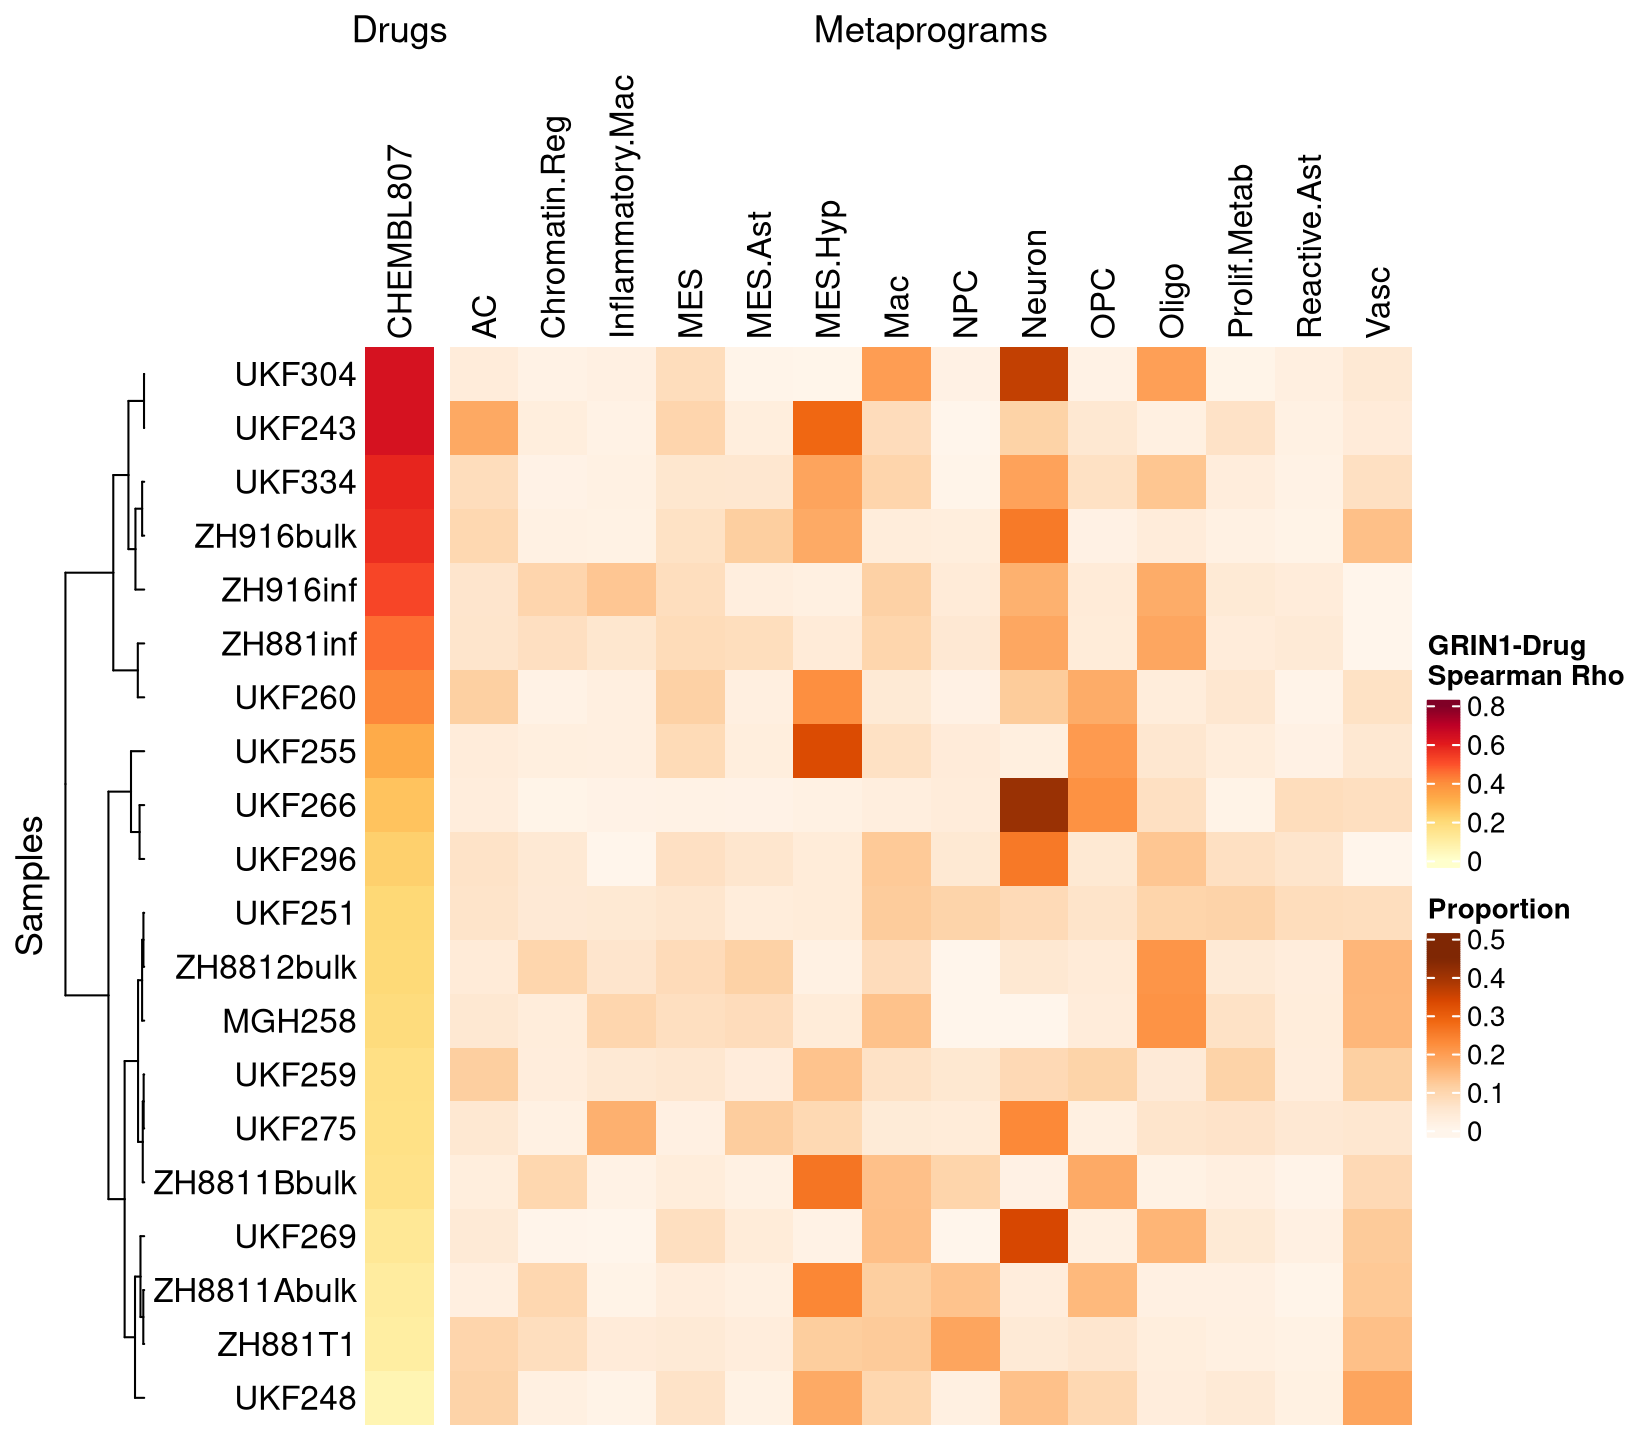 Drugs
Metaprograms
CHEMBL807
AC
Chromatin.Reg
Inflammatory.Mac
MES
MES.Ast
MES.Hyp
Mac
NPC
Neuron
OPC
Oligo
Prolif.Metab
Reactive.Ast
Vasc
Samples
UKF304
UKF243
UKF334
ZH916bulk
ZH916inf
ZH881inf
UKF260
UKF255
UKF266
UKF296
UKF251
ZH8812bulk
MGH258
UKF259
UKF275
ZH8811Bbulk
UKF269
ZH8811Abulk
ZH881T1
UKF248
GRIN1-Drug
Spearman Rho
0.8
0.6
0.4
0.2
0
Proportion
0.5
0.4
0.3
0.2
0.1
0